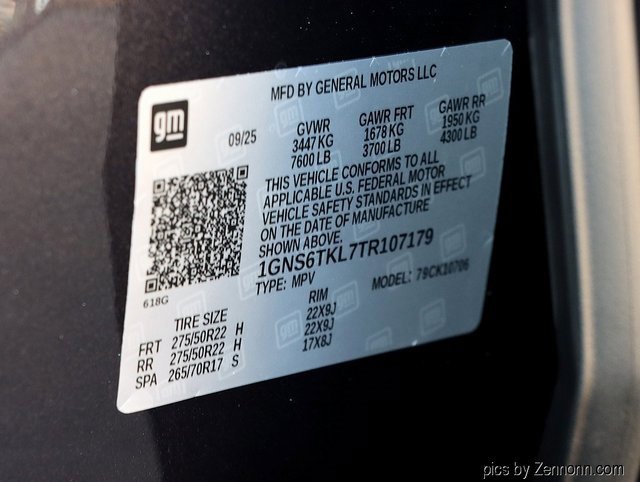 MFD BY GENERAL MOTORS LLC
gm
09/25
GVWR GAWR FRT GAWR RR
3447 KG 1678 KG 1950 KG
7600 LB 3700 LB 4300 LB
THIS VEHICLE CONFORMS TO ALL
APPLICABLE U.S. FEDERAL MOTOR
VEHICLE SAFETY STANDARDS IN EFFECT
ON THE DATE OF MANUFACTURE
SHOWN ABOVE.
1GNS6TKL7TR107179
TYPE: MPV MODEL: 79CK10706
618G
TIRE SIZE RIM
FRT 275/50R22 H 22X9J
RR 275/50R22 H 22X9J
SPA 265/70R17 S 17X8J
pics by Zennonn.com